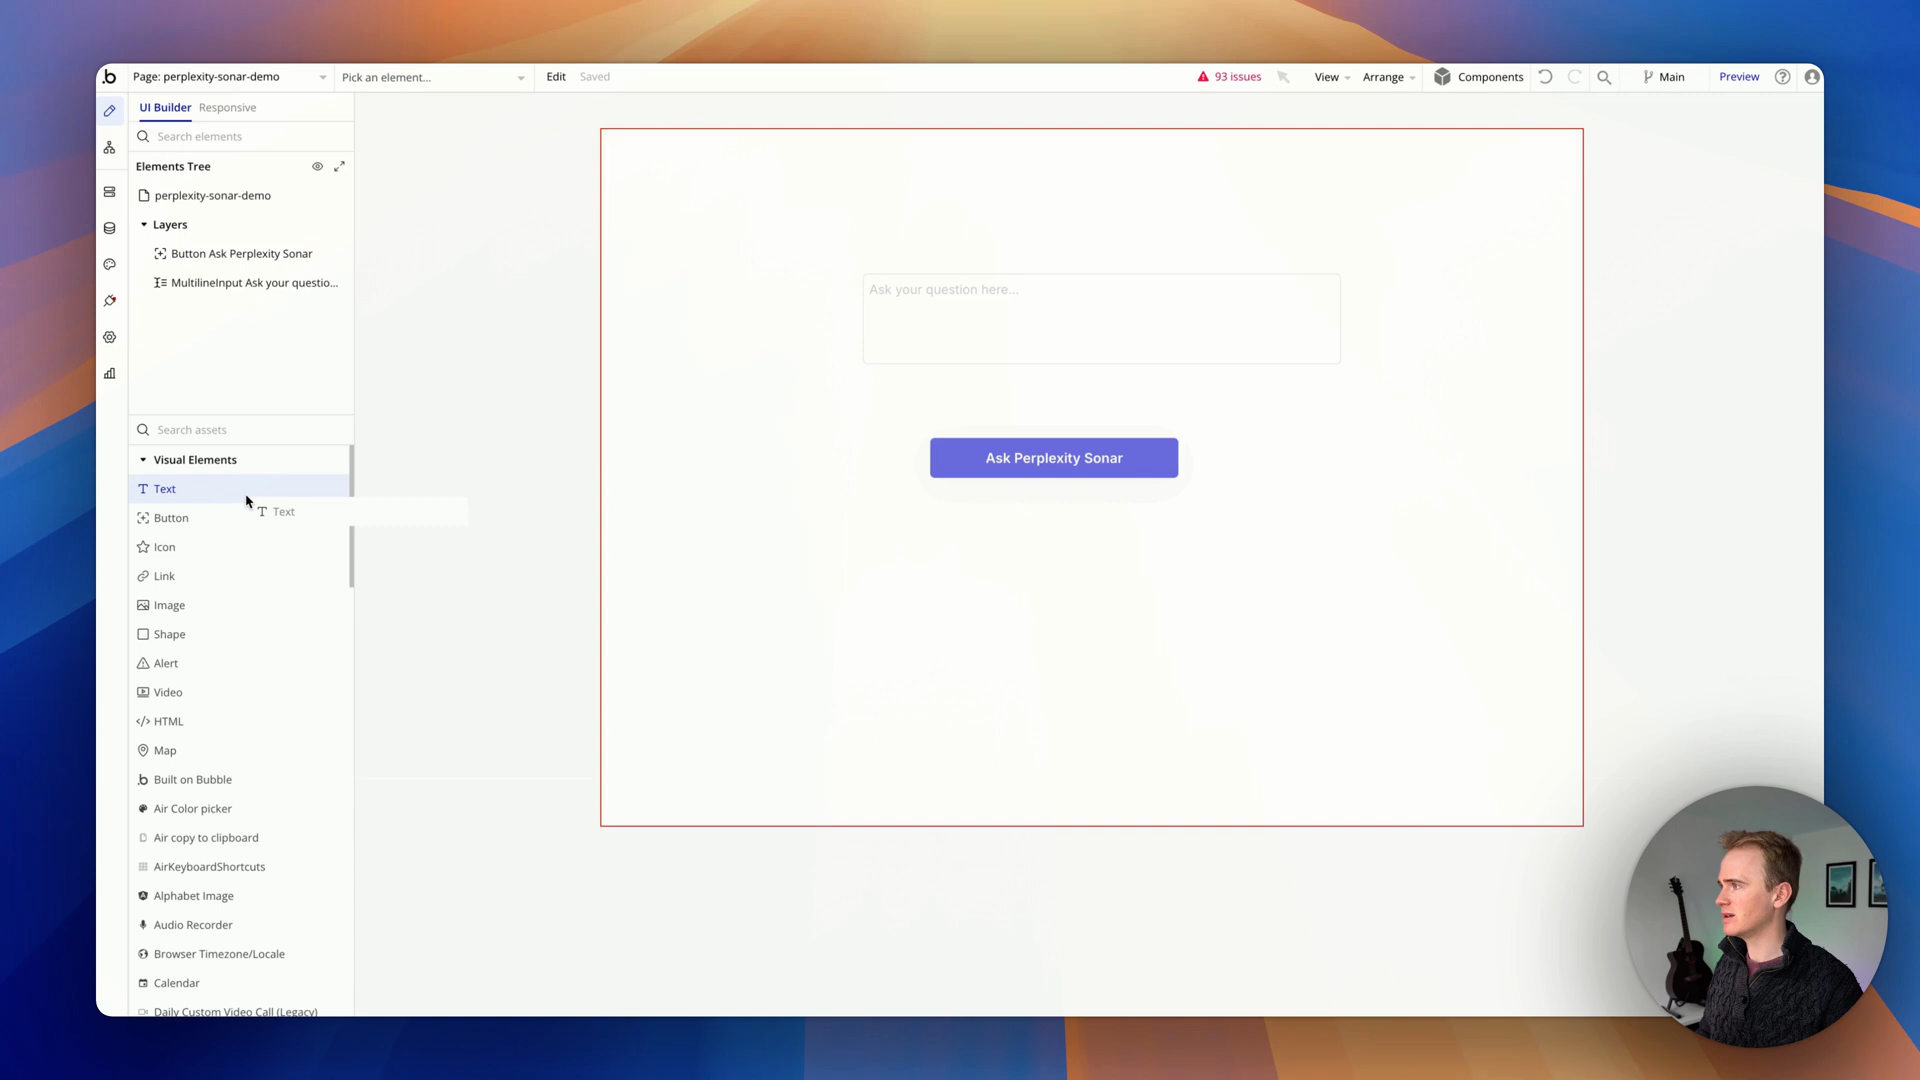 Page: perplexity-sonar-demo
Pick an element...
Edit
Saved
93 issues
View
Arrange
Components
Main
Preview
UI Builder
Responsive
Search elements
Elements Tree
perplexity-sonar-demo
Layers
Button Ask Perplexity Sonar
MultilineInput Ask your questio...
Ask your question here...
Ask Perplexity Sonar
Search assets
Visual Elements
Text
Text
Button
Icon
Link
Image
Shape
Alert
Video
HTML
Map
Built on Bubble
Air Color picker
Air copy to clipboard
AirKeyboardShortcuts
Alphabet Image
Audio Recorder
Browser Timezone/Locale
Calendar
Daily Custom Video Call (Legacy)